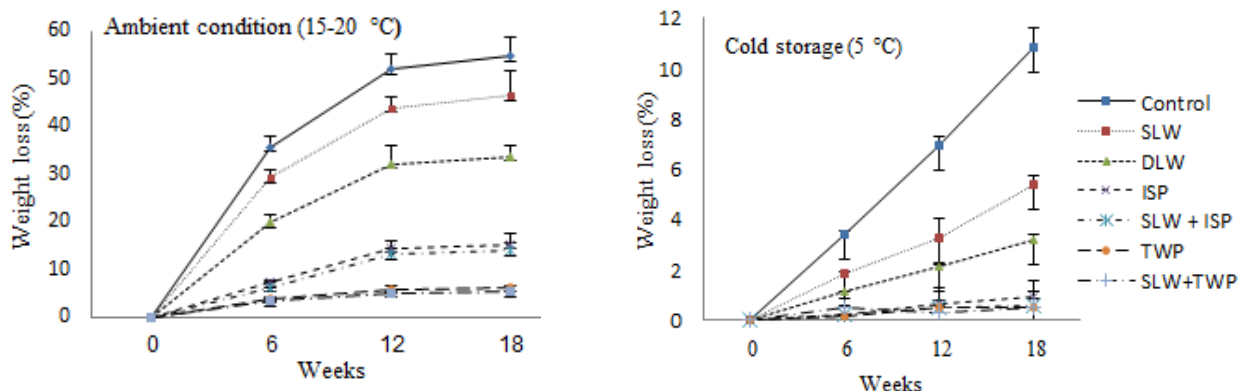 Ambient condition (15-20 °C)
Weight loss (%)
60
50
40
30
20
10
0
0 6 12 18
Weeks
Cold storage (5 °C)
Weight loss (%)
12
10
8
6
4
2
0
0 6 12 18
Weeks
Control
SLW
DLW
ISP
SLW + ISP
TWP
SLW+TWP